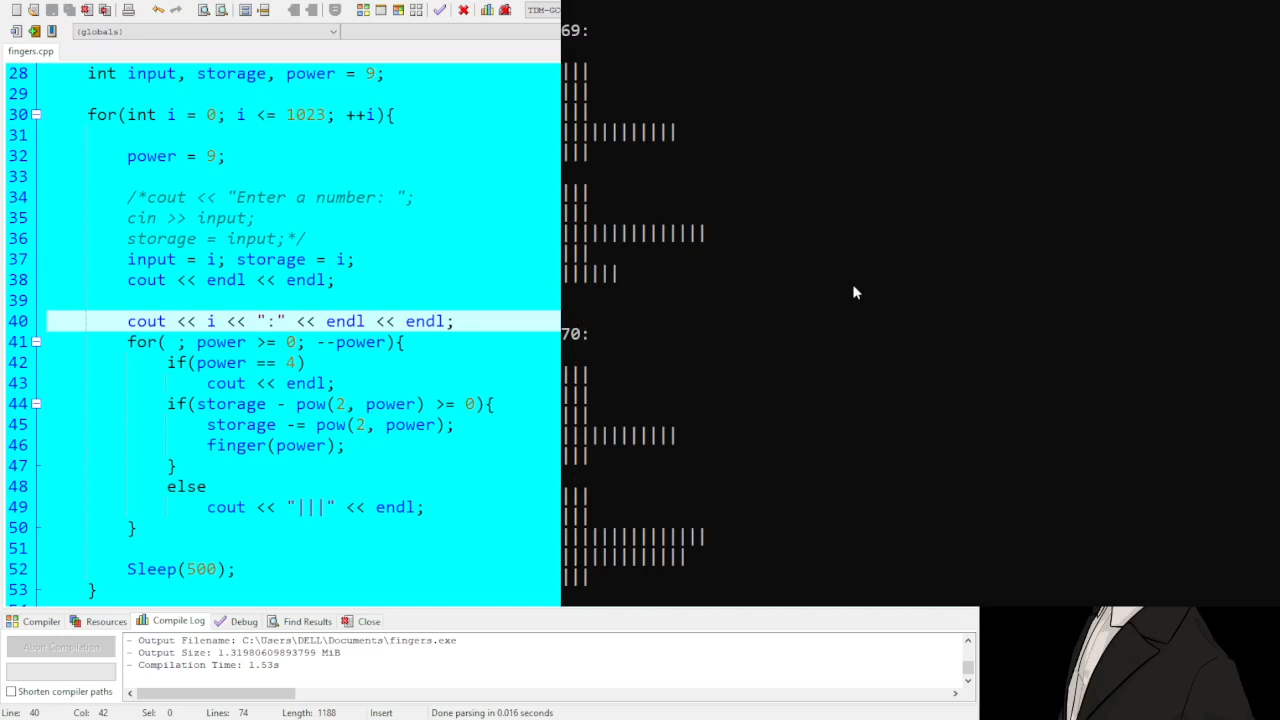 TDM-GC
(globals)
fingers.cpp
28 int input, storage, power = 9;
29
30 for(int i = 0; i <= 1023; ++i){
31
32 power = 9;
33
34 /*cout << "Enter a number: ";
35 cin >> input;
36 storage = input;*/
37 input = i; storage = i;
38 cout << endl << endl;
39
40 cout << i << ":" << endl << endl;
41 for( ; power >= 0; --power){
42 if(power == 4)
43 cout << endl;
44 if(storage - pow(2, power) >= 0){
45 storage -= pow(2, power);
46 finger(power);
47 }
48 else
49 cout << "|||" << endl;
50 }
51
52 Sleep(500);
53 }
69:
|||
|||
|||
||||||||||||
|||
|||
|||
|||||||||||||||
|||
||||||
70:
|||
|||
|||
||||||||||||
|||
|||
|||
|||||||||||||||
|||||||||||||
|||
Compiler Resources Compile Log Debug Find Results Close
Abort Compilation
Shorten compiler paths
- Output Filename: C:\Users\DELL\Documents\fingers.exe
- Output Size: 1.31980609893799 MiB
- Compilation Time: 1.53s
Line: 40 Col: 42 Sel: 0 Lines: 74 Length: 1188 Insert Done parsing in 0.016 seconds